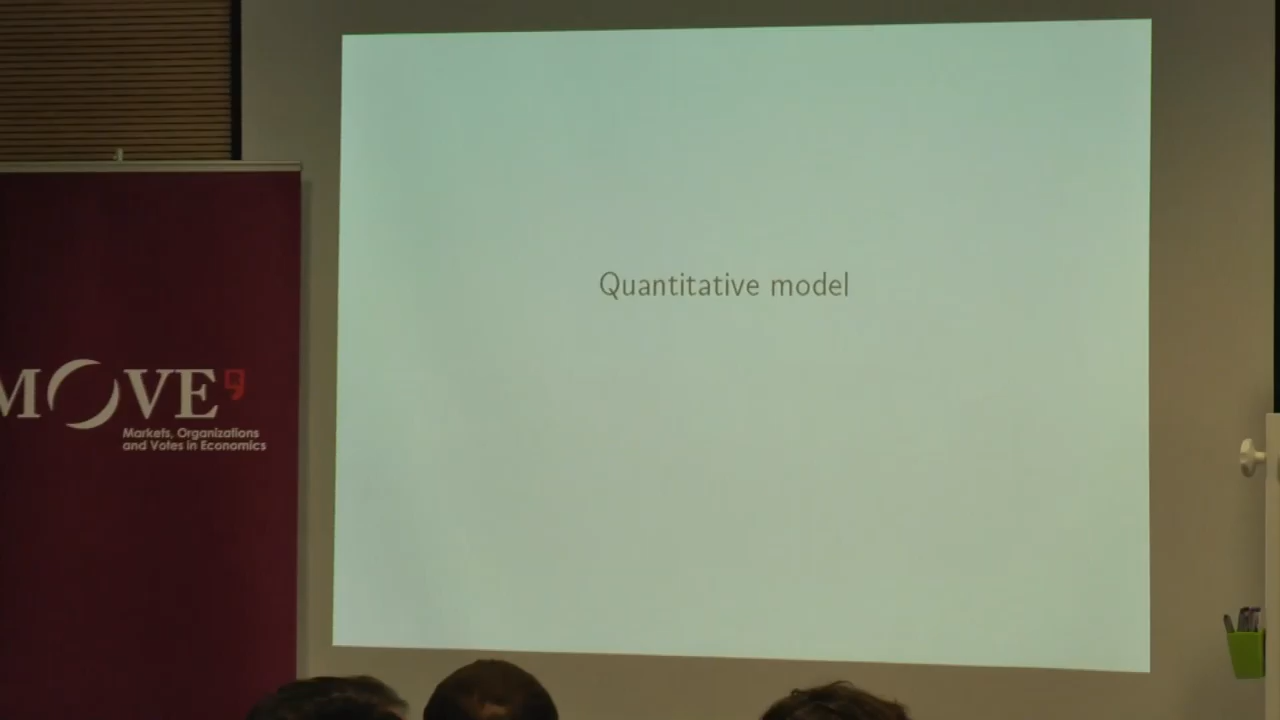 Quantitative model
MOVE
Markets, Organizations
and Votes in Economics